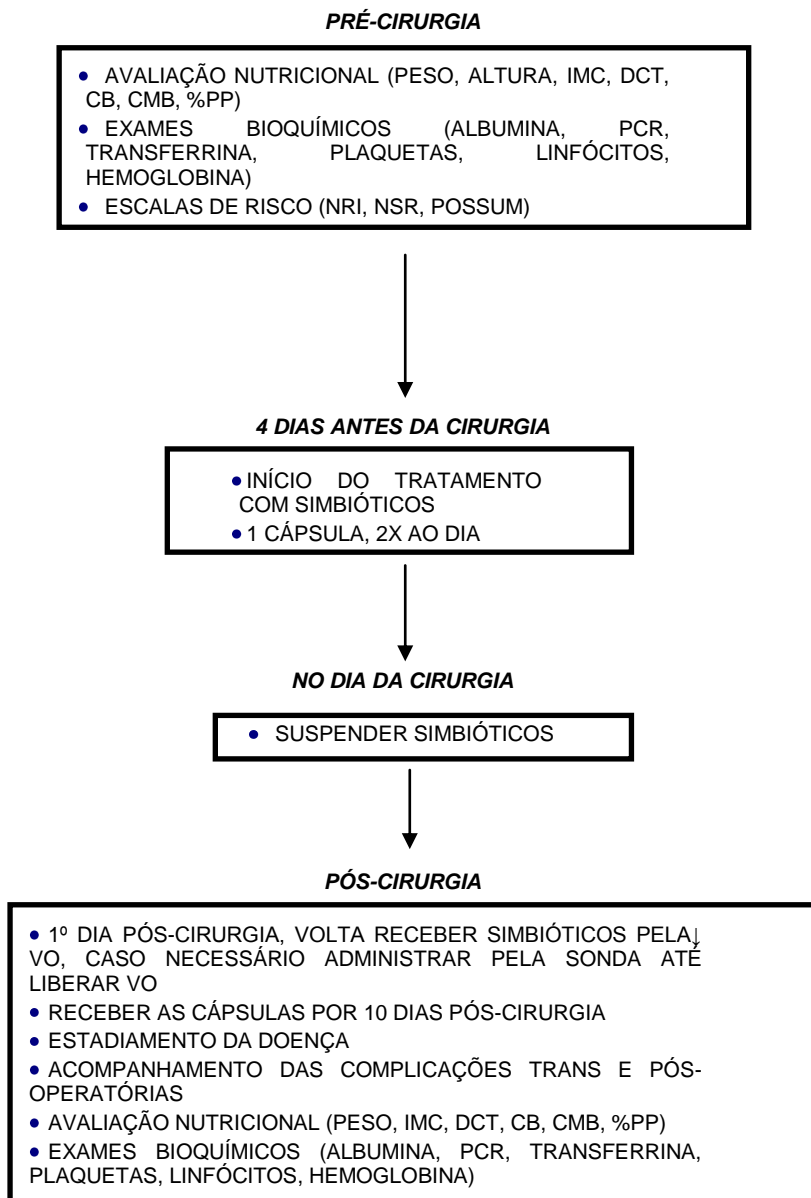 PRÉ-CIRURGIA
• AVALIAÇÃO NUTRICIONAL (PESO, ALTURA, IMC, DCT,
CB, CMB, %PP)
• EXAMES BIOQUÍMICOS (ALBUMINA, PCR,
TRANSFERRINA, PLAQUETAS, LINFÓCITOS,
HEMOGLOBINA)
• ESCALAS DE RISCO (NRI, NSR, POSSUM)
4 DIAS ANTES DA CIRURGIA
• INÍCIO DO TRATAMENTO
COM SIMBIÓTICOS
• 1 CÁPSULA, 2X AO DIA
NO DIA DA CIRURGIA
• SUSPENDER SIMBIÓTICOS
PÓS-CIRURGIA
• 1º DIA PÓS-CIRURGIA, VOLTA RECEBER SIMBIÓTICOS PELA↓
VO, CASO NECESSÁRIO ADMINISTRAR PELA SONDA ATÉ
LIBERAR VO
• RECEBER AS CÁPSULAS POR 10 DIAS PÓS-CIRURGIA
• ESTADIAMENTO DA DOENÇA
• ACOMPANHAMENTO DAS COMPLICAÇÕES TRANS E PÓS-
OPERATÓRIAS
• AVALIAÇÃO NUTRICIONAL (PESO, IMC, DCT, CB, CMB, %PP)
• EXAMES BIOQUÍMICOS (ALBUMINA, PCR, TRANSFERRINA,
PLAQUETAS, LINFÓCITOS, HEMOGLOBINA)